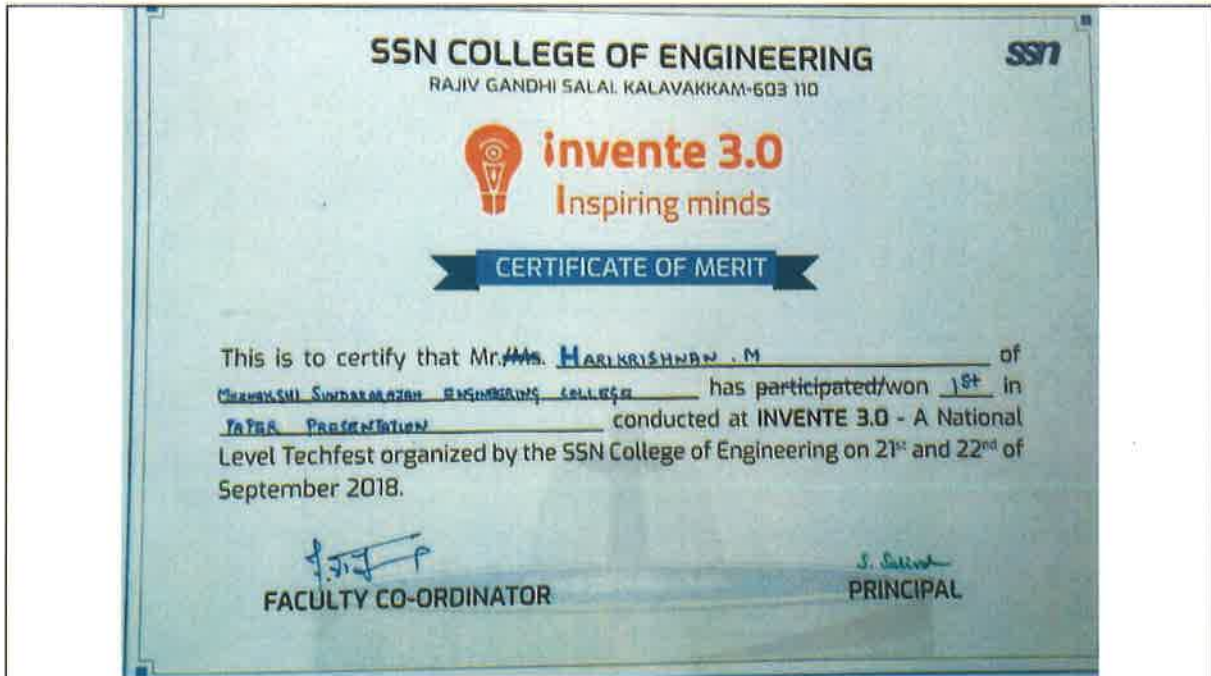 SSN COLLEGE OF ENGINEERING
ssn
RAJIV GANDHI SALAI, KALAVAKKAM-603 110
invente 3.0
Inspiring minds
CERTIFICATE OF MERIT
This is to certify that Mr./Ms. HARIKRISHNAN . M of
MEENAKSHI SUNDARARAJAN ENGINEERING COLLEGE has participated/won 1st in
PAPER PRESENTATION conducted at INVENTE 3.0 - A National
Level Techfest organized by the SSN College of Engineering on 21st and 22nd of
September 2018.
FACULTY CO-ORDINATOR
PRINCIPAL